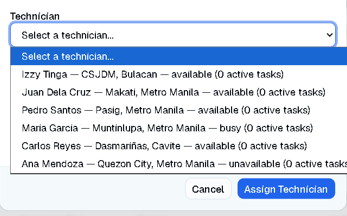 Technician
Select a technician...
Select a technician...
Izzy Tinga — CSJDM, Bulacan — available (0 active tasks)
Juan Dela Cruz — Makati, Metro Manila — available (0 active tasks)
Pedro Santos — Pasig, Metro Manila — available (0 active tasks)
Maria Garcia — Muntinlupa, Metro Manila — busy (0 active tasks)
Carlos Reyes — Dasmariñas, Cavite — available (0 active tasks)
Ana Mendoza — Quezon City, Metro Manila — unavailable (0 active tasks
Cancel
Assign Technician